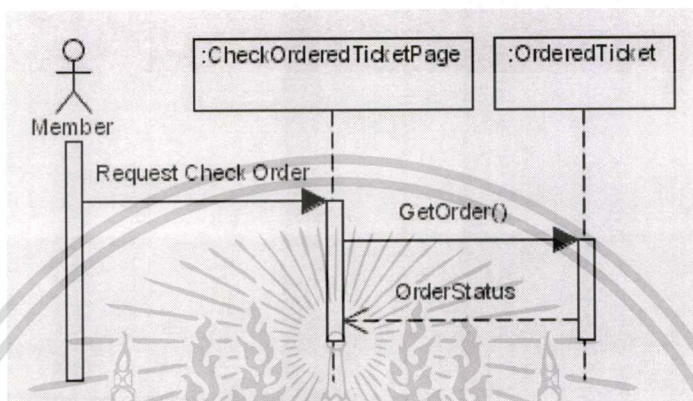 :CheckOrderedTicketPage
:OrderedTicket
Member
Request Check Order
GetOrder()
OrderStatus